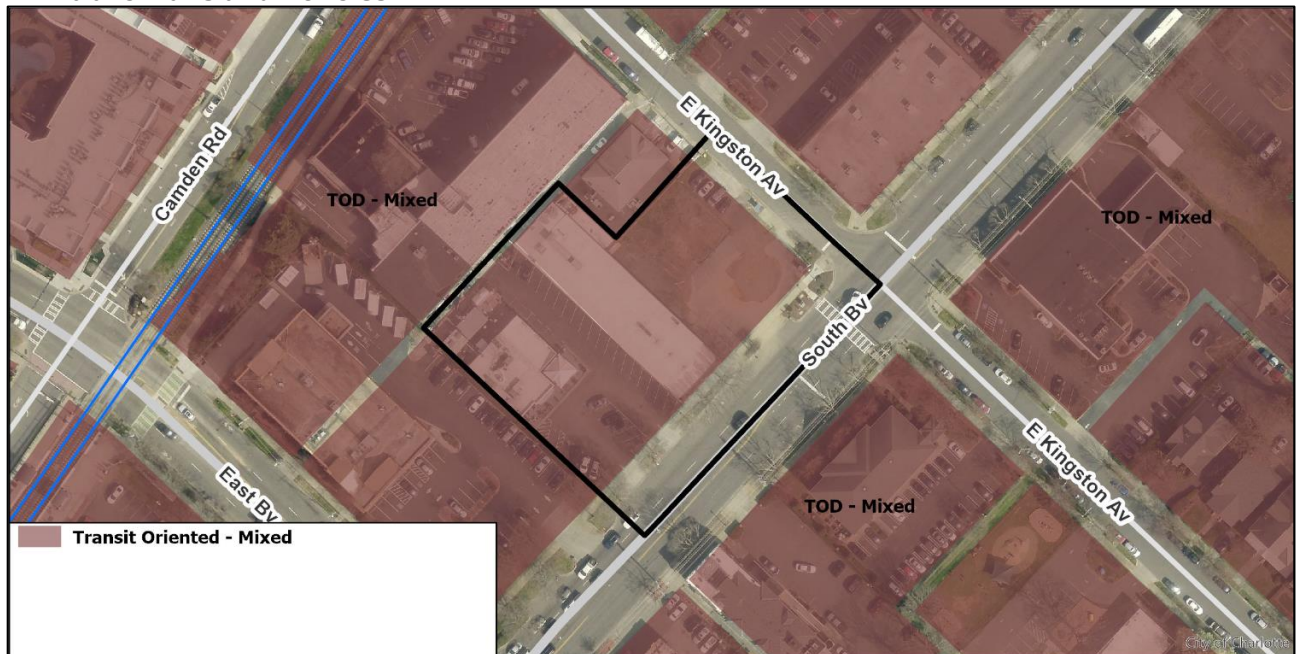 E Kingston Av
Camden Rd
TOD - Mixed
TOD - Mixed
South Bv
E Kingston Av
TOD - Mixed
East Bv
Transit Oriented - Mixed
City of Charlotte